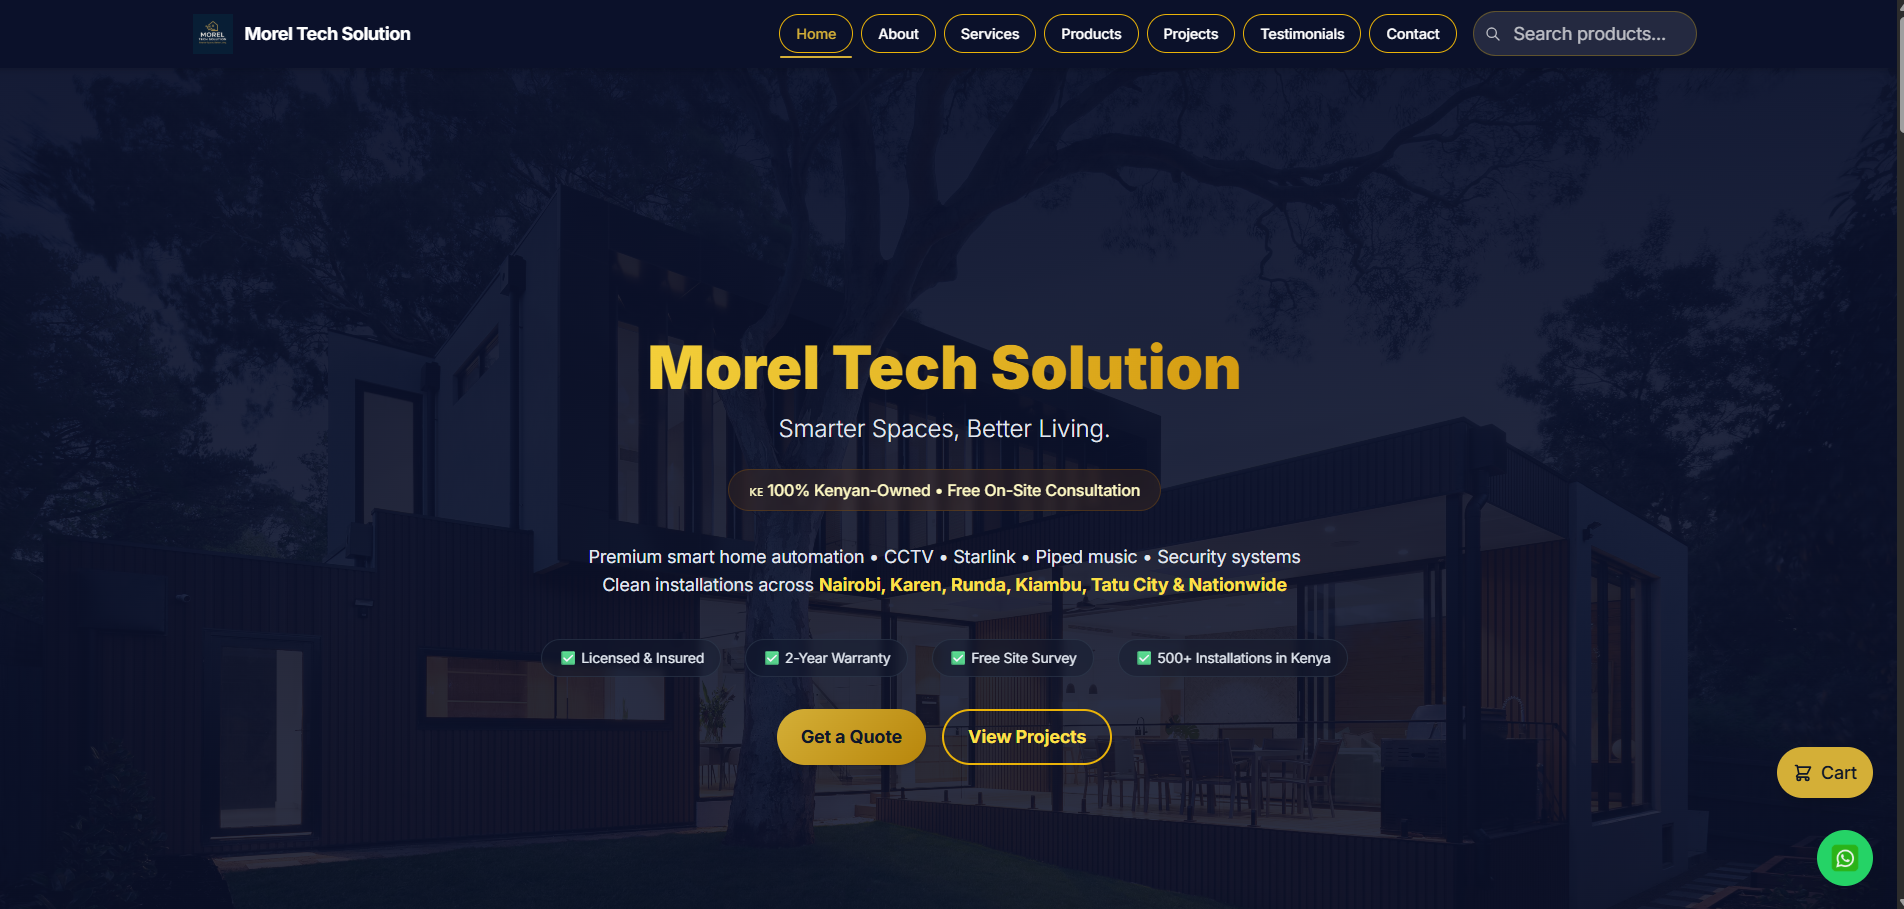 MOREL
TECH SOLUTION
Morel Tech Solution
Home
About
Services
Products
Projects
Testimonials
Contact
Search products...
Morel Tech Solution
Smarter Spaces, Better Living.
KE 100% Kenyan-Owned • Free On-Site Consultation
Premium smart home automation • CCTV • Starlink • Piped music • Security systems
Clean installations across Nairobi, Karen, Runda, Kiambu, Tatu City & Nationwide
✅ Licensed & Insured
✅ 2-Year Warranty
✅ Free Site Survey
✅ 500+ Installations in Kenya
Get a Quote
View Projects
Cart